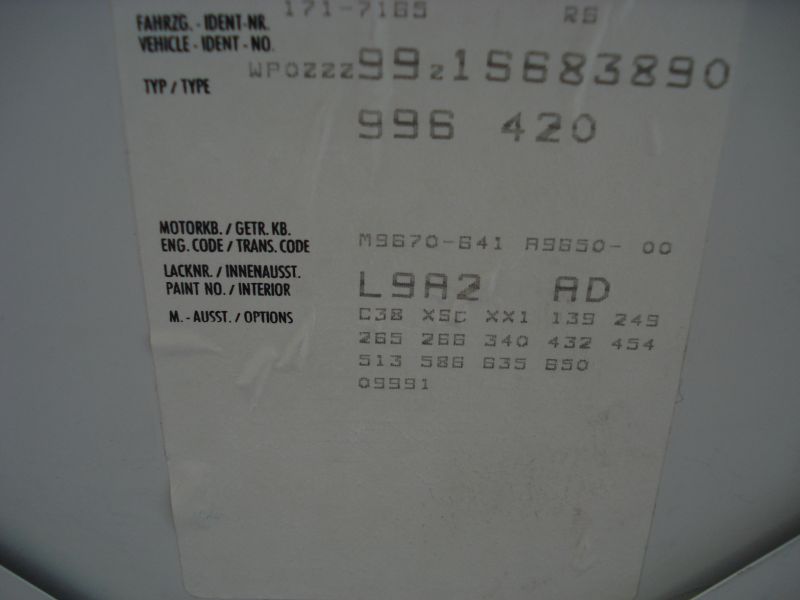 171-7165 RS
FAHRZG. - IDENT-NR.
VEHICLE - IDENT - NO.
WP0ZZZ99Z1S683890
TYP / TYPE
996 420
MOTORKB. / GETR. KB.
ENG. CODE / TRANS. CODE
M9670-641 A9650- 00
LACKNR. / INNENAUSST.
PAINT NO. / INTERIOR
L9A2 AD
M. - AUSST. / OPTIONS
C38 XSC XX1 139 249
265 266 340 432 454
513 586 635 650
09991